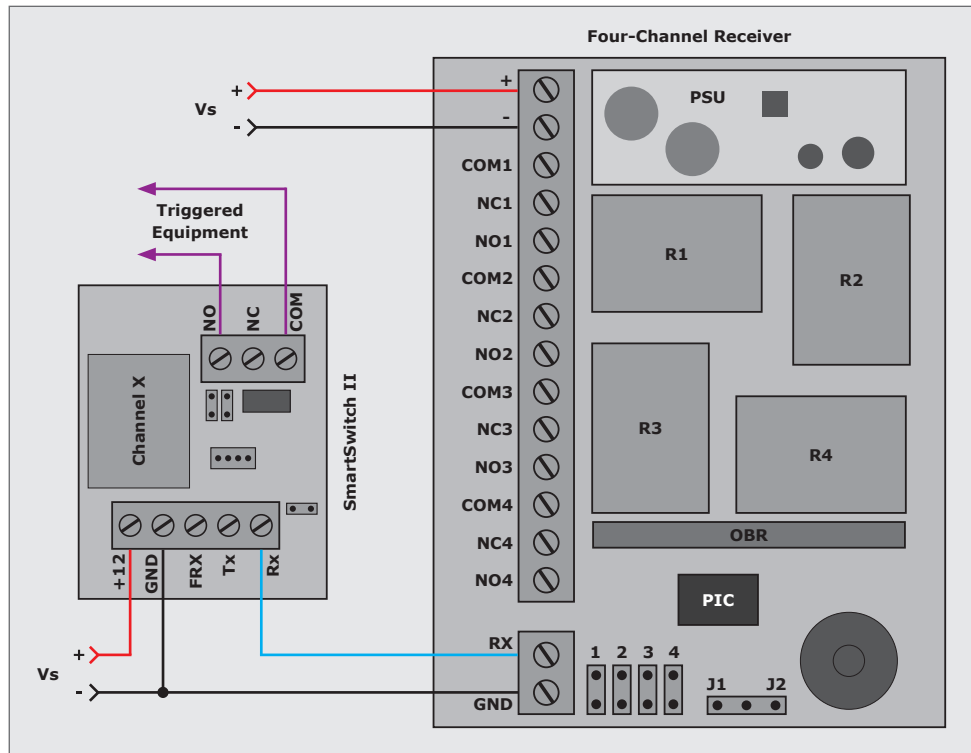 Four-Channel Receiver
+
Vs
-
+
-
COM1
NC1
NO1
COM2
NC2
NO2
COM3
NC3
NO3
COM4
NC4
NO4
RX
GND
PSU
R1
R2
R3
R4
OBR
PIC
1 2 3 4
J1 J2
Triggered
Equipment
NO
NC
COM
Channel X
SmartSwitch II
+12
GND
FRX
Tx
Rx
+
Vs
-